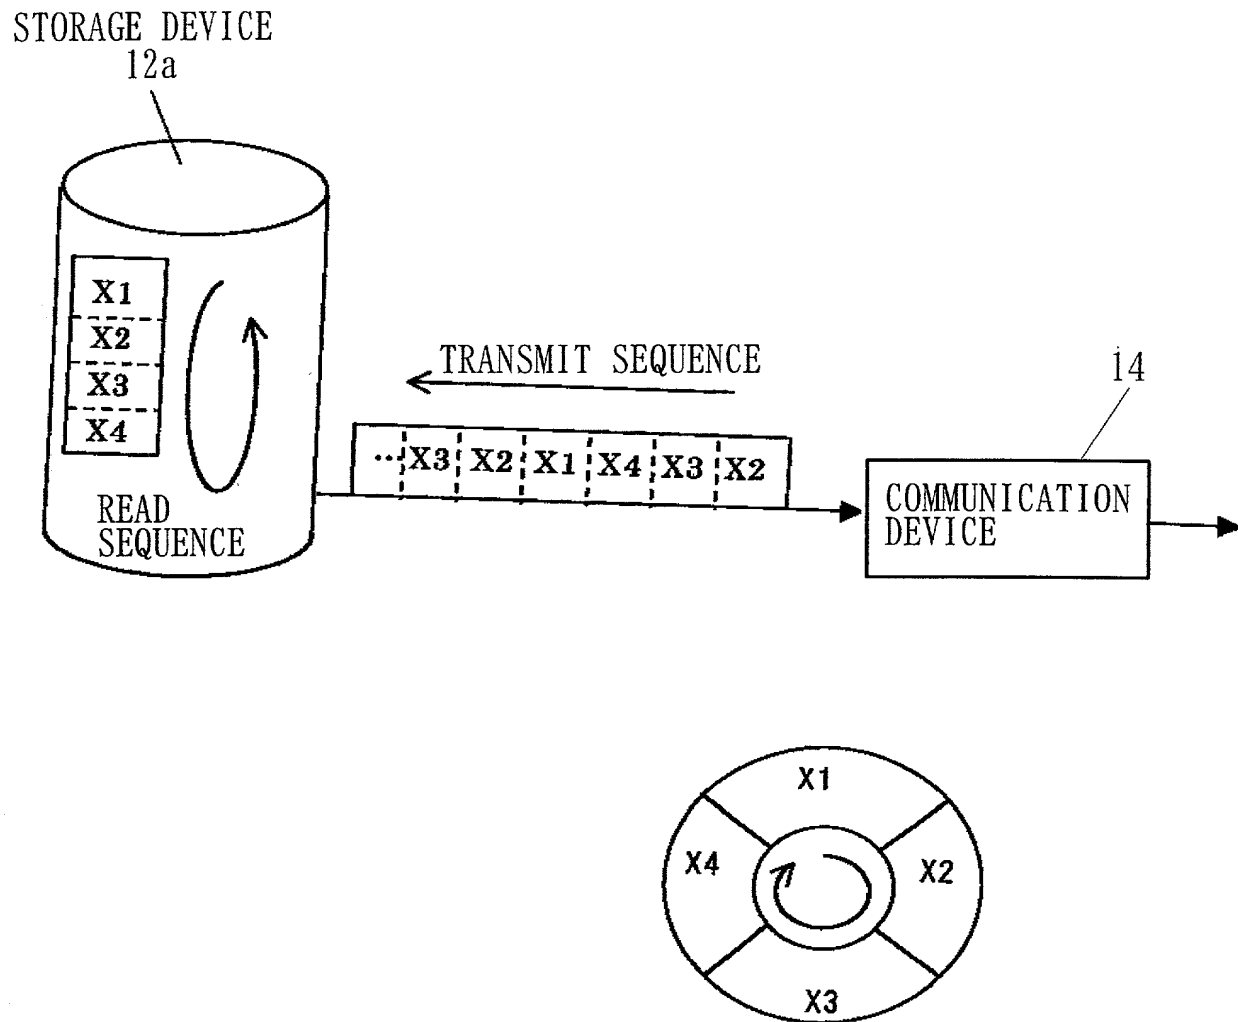 STORAGE DEVICE
12a
X1
X2
X3
X4
READ
SEQUENCE
TRANSMIT SEQUENCE
...X3 X2 X1 X4 X3 X2
14
COMMUNICATION
DEVICE
X1
X4 X2
X3